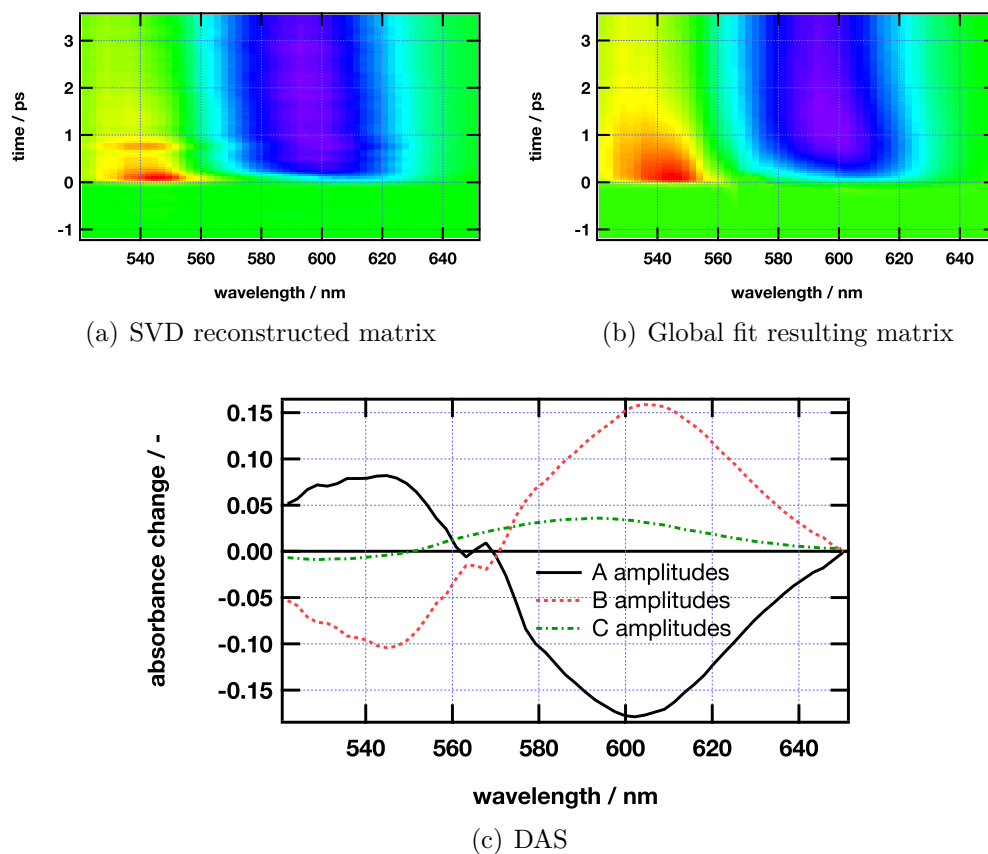 3
2
1
0
-1
time / ps
540
560
580
600
620
640
wavelength / nm
(a) SVD reconstructed matrix
3
2
1
0
-1
time / ps
540
560
580
600
620
640
wavelength / nm
(b) Global fit resulting matrix
0.15
0.10
0.05
0.00
-0.05
-0.10
-0.15
absorbance change / -
A amplitudes
B amplitudes
C amplitudes
540
560
580
600
620
640
wavelength / nm
(c) DAS